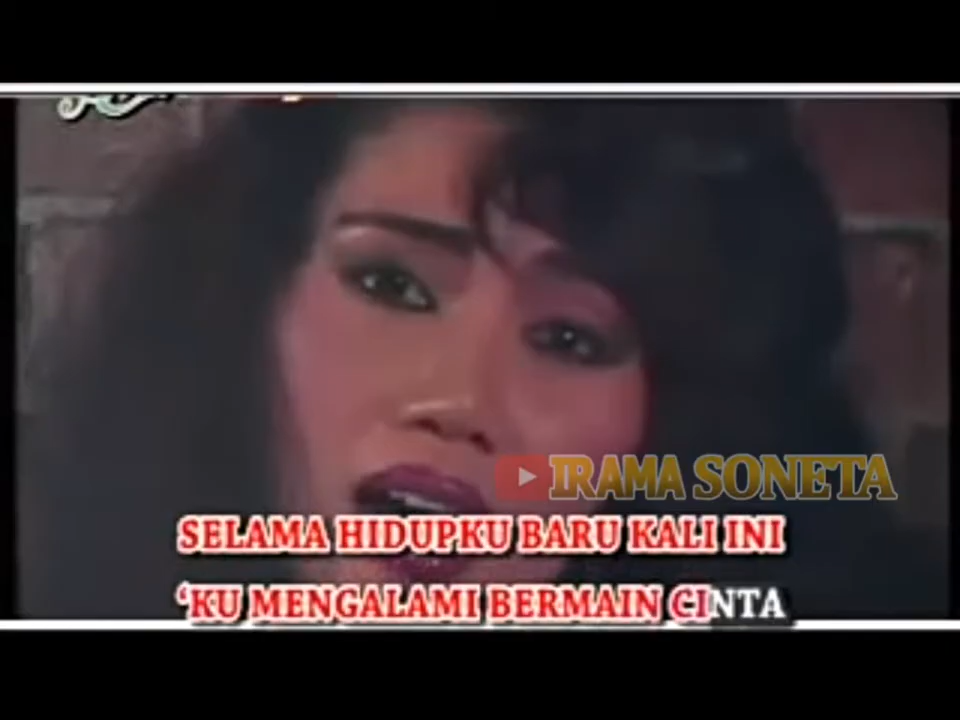 IRAMA SONETA
SELAMA HIDUPKU BARU KALI INI
‘KU MENGALAMI BERMAIN CINTA